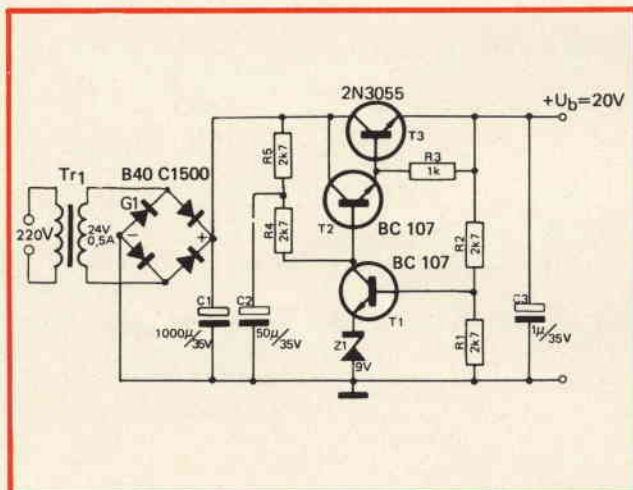 2N3055
+Ub=20V
T3
Tr1
B40 C1500
R5
2k7
R3
1k
G1
T2
220V
24V
0,5A
−
+
R4
2k7
BC 107
R2
2k7
BC 107
C1
1000µ/35V
C2
50µ/35V
T1
R1
2k7
C3
1µ/35V
Z1
9V